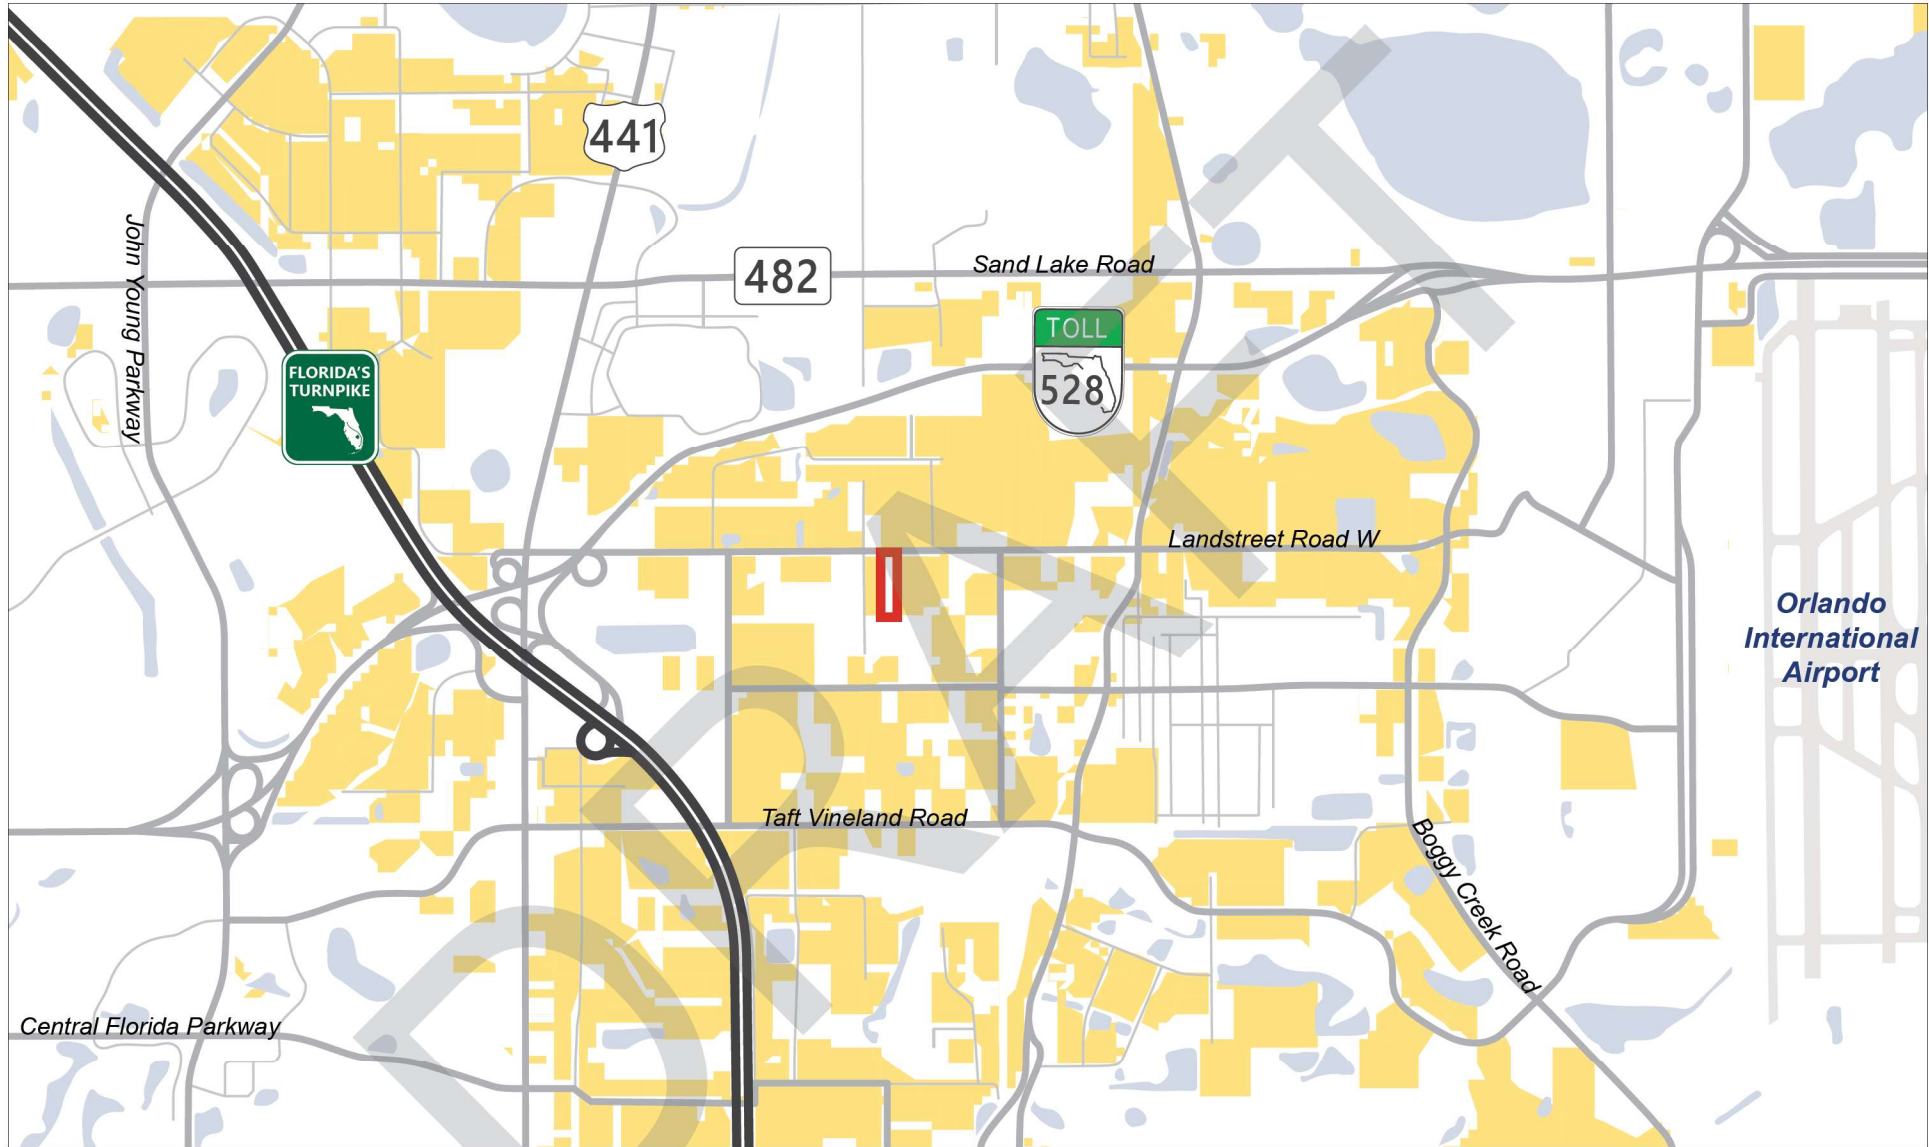 441
John Young Parkway
482
Sand Lake Road
TOLL
528
FLORIDA'S
TURNPIKE
Landstreet Road W
Orlando
International
Airport
Taft Vineland Road
Boggy Creek Road
Central Florida Parkway
DRAFT